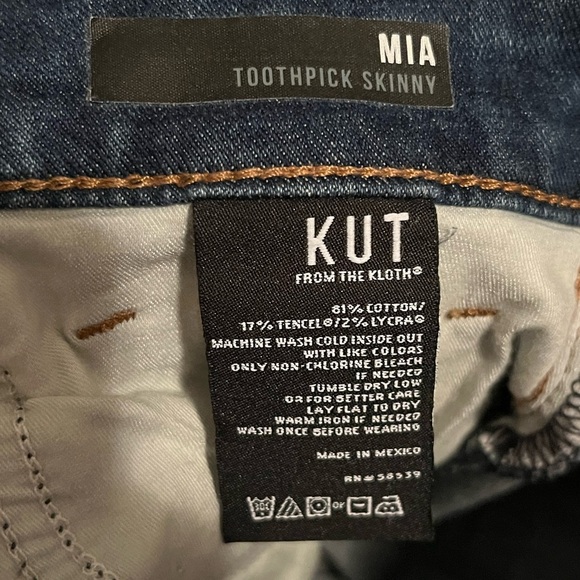 MIA
TOOTHPICK SKINNY
KUT
FROM THE KLOTH®
81% COTTON/
17% TENCEL®/2% LYCRA®
MACHINE WASH COLD INSIDE OUT
WITH LIKE COLORS
ONLY NON-CHLORINE BLEACH
IF NEEDED
TUMBLE DRY LOW
OR FOR BETTER CARE
LAY FLAT TO DRY
WARM IRON IF NEEDED
WASH ONCE BEFORE WEARING
MADE IN MEXICO
RN# 58539
or